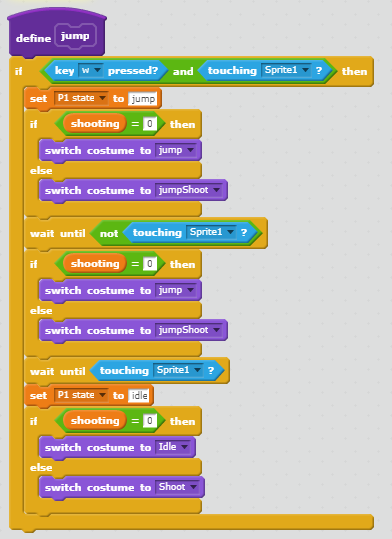 define jump
if key w pressed? and touching Sprite1 ? then
set P1 state to jump
if shooting = 0 then
switch costume to jump
else
switch costume to jumpShoot
wait until not touching Sprite1 ?
if shooting = 0 then
switch costume to jump
else
switch costume to jumpShoot
wait until touching Sprite1 ?
set P1 state to idle
if shooting = 0 then
switch costume to Idle
else
switch costume to Shoot